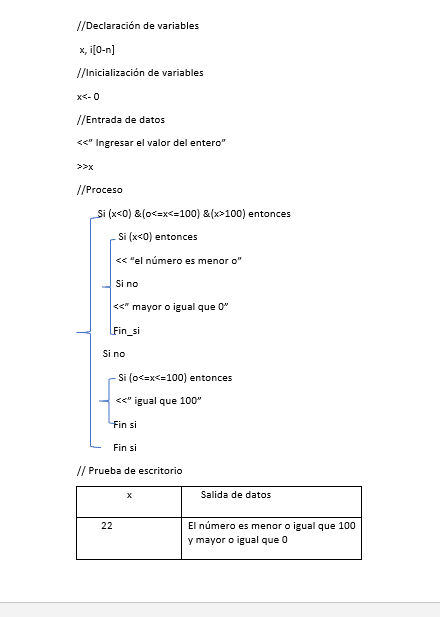 //Declaración de variables
x, i[0-n]
//Inicialización de variables
x<- 0
//Entrada de datos
<<” Ingresar el valor del entero”
>>x
//Proceso
Si (x<0) &(o<=x<=100) &(x>100) entonces
Si (x<0) entonces
<< “el número es menor o”
Si no
<<” mayor o igual que 0”
Fin_si
Si no
Si (o<=x<=100) entonces
<<” igual que 100”
Fin si
Fin si
// Prueba de escritorio
x Salida de datos
22 El número es menor o igual que 100
y mayor o igual que 0